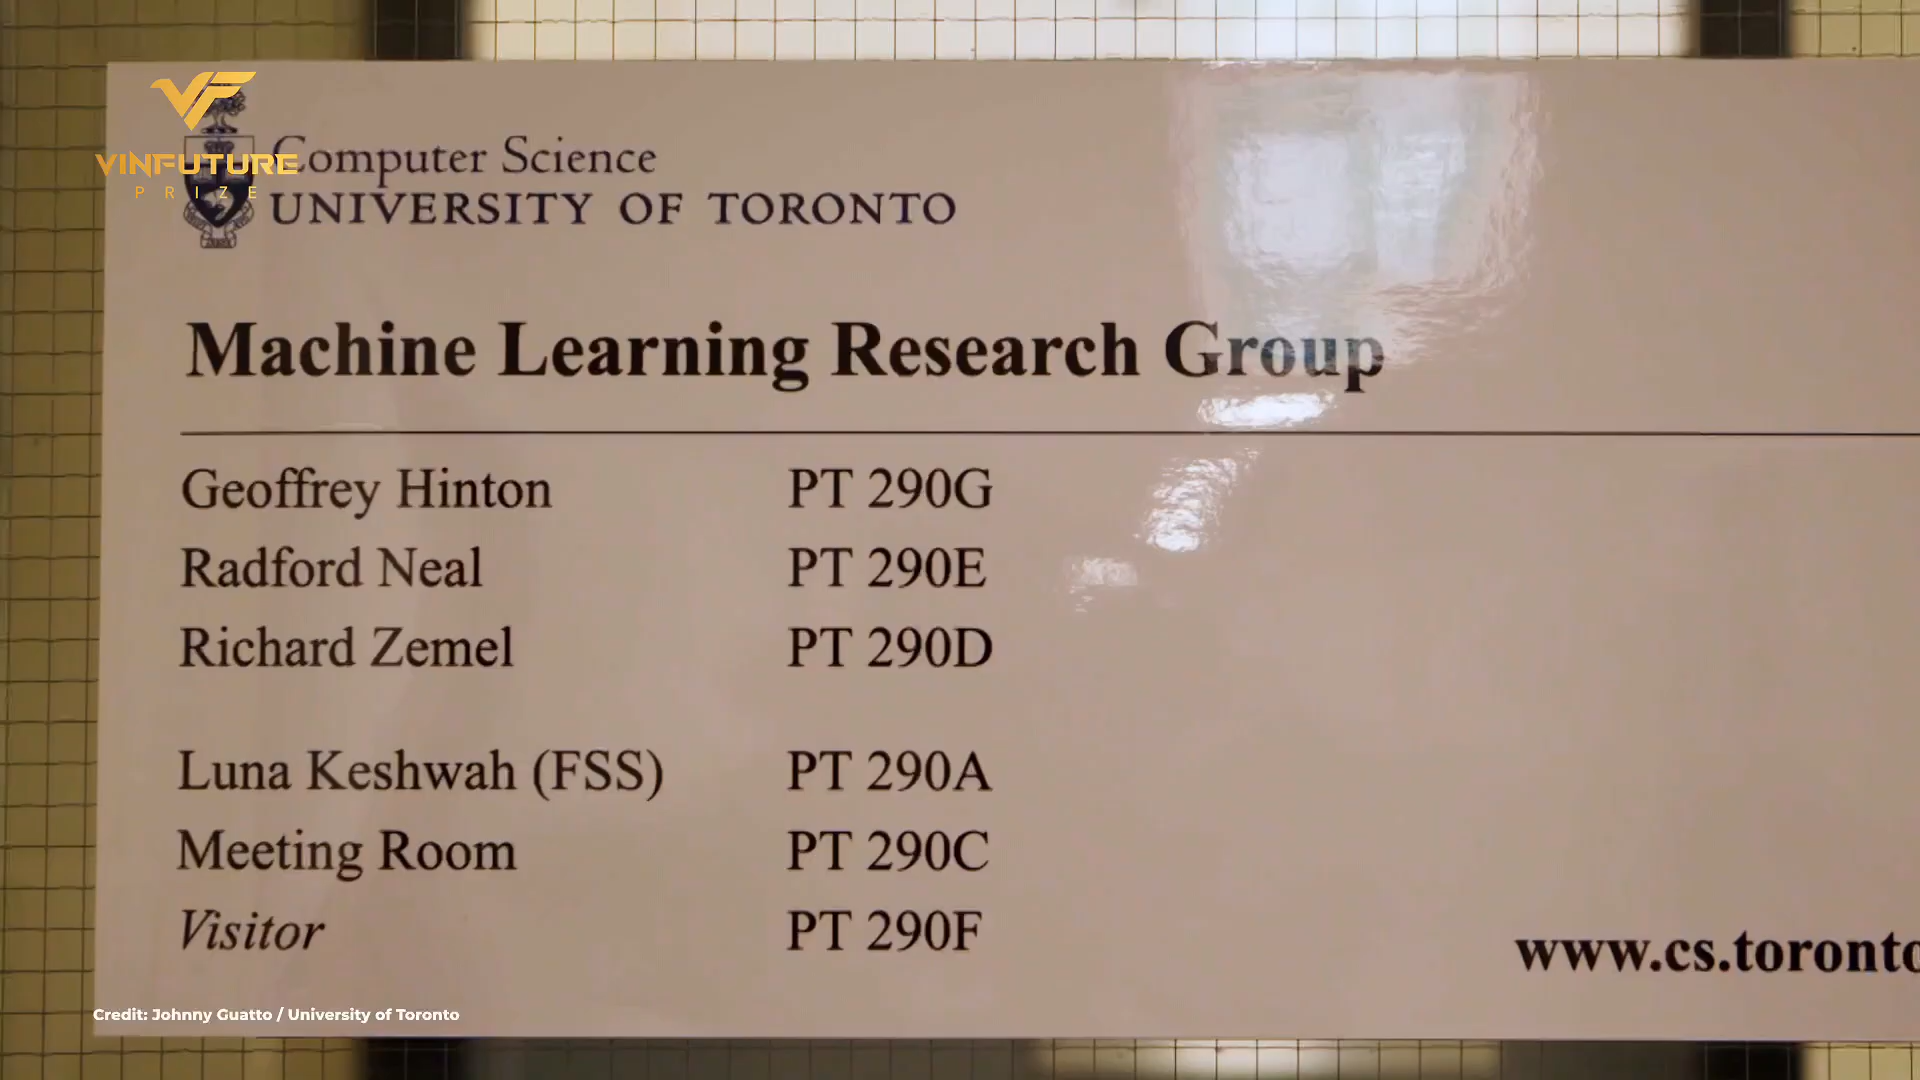 VINFUTURE
PRIZE
Computer Science
UNIVERSITY OF TORONTO
Machine Learning Research Group
Geoffrey Hinton PT 290G
Radford Neal PT 290E
Richard Zemel PT 290D
Luna Keshwah (FSS) PT 290A
Meeting Room PT 290C
Visitor PT 290F
www.cs.toronto
Credit: Johnny Guatto / University of Toronto